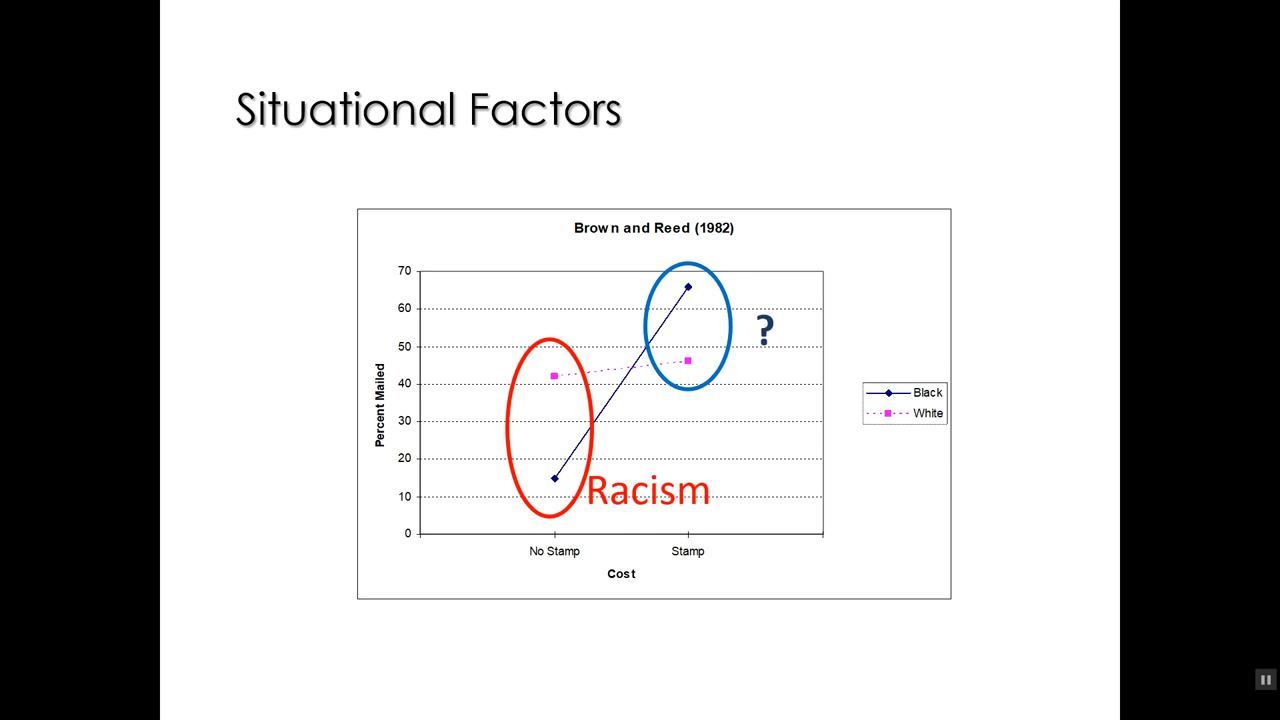 Situational Factors
Brown and Reed (1982)
70
60
50
40
30
20
10
0
Percent Mailed
?
Racism
Black
White
No Stamp
Stamp
Cost